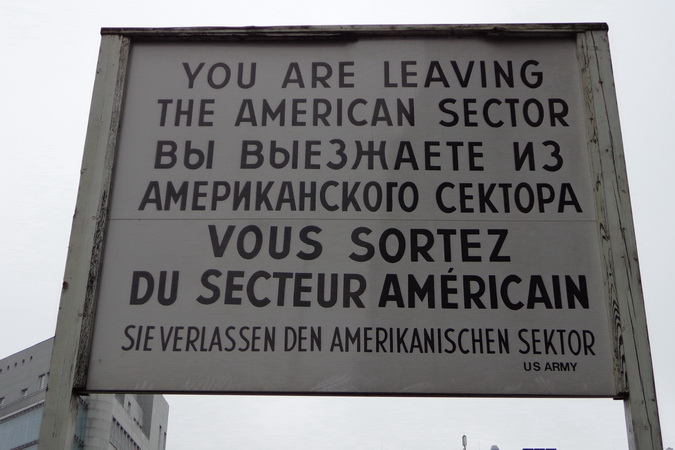 YOU ARE LEAVING
THE AMERICAN SECTOR
ВЫ ВЫЕЗЖАЕТЕ ИЗ
АМЕРИКАНСКОГО СЕКТОРА
VOUS SORTEZ
DU SECTEUR AMÉRICAIN
SIE VERLASSEN DEN AMERIKANISCHEN SEKTOR
US ARMY